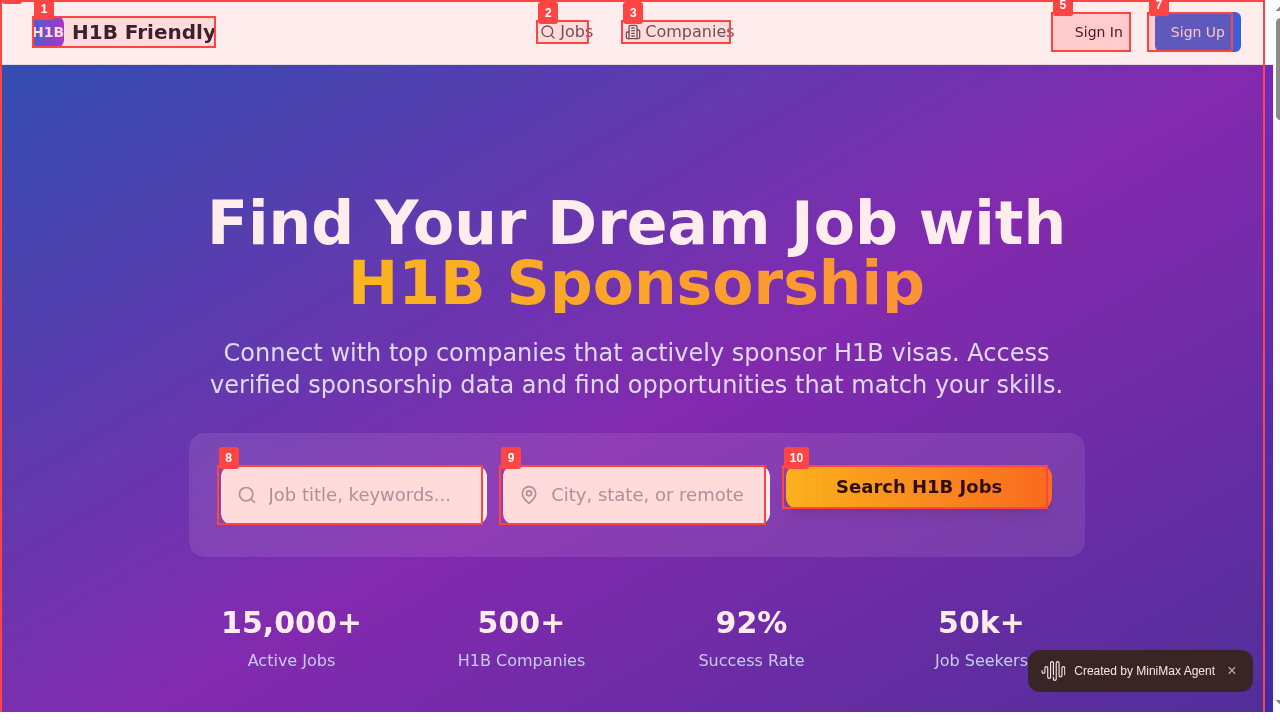 1
2
3
5
7
H1B H1B Friendly
Jobs
Companies
Sign In
Sign Up
Find Your Dream Job with
H1B Sponsorship
Connect with top companies that actively sponsor H1B visas. Access
verified sponsorship data and find opportunities that match your skills.
8
9
10
Job title, keywords...
City, state, or remote
Search H1B Jobs
15,000+
500+
92%
50k+
Active Jobs
H1B Companies
Success Rate
Job Seekers
Created by MiniMax Agent ×